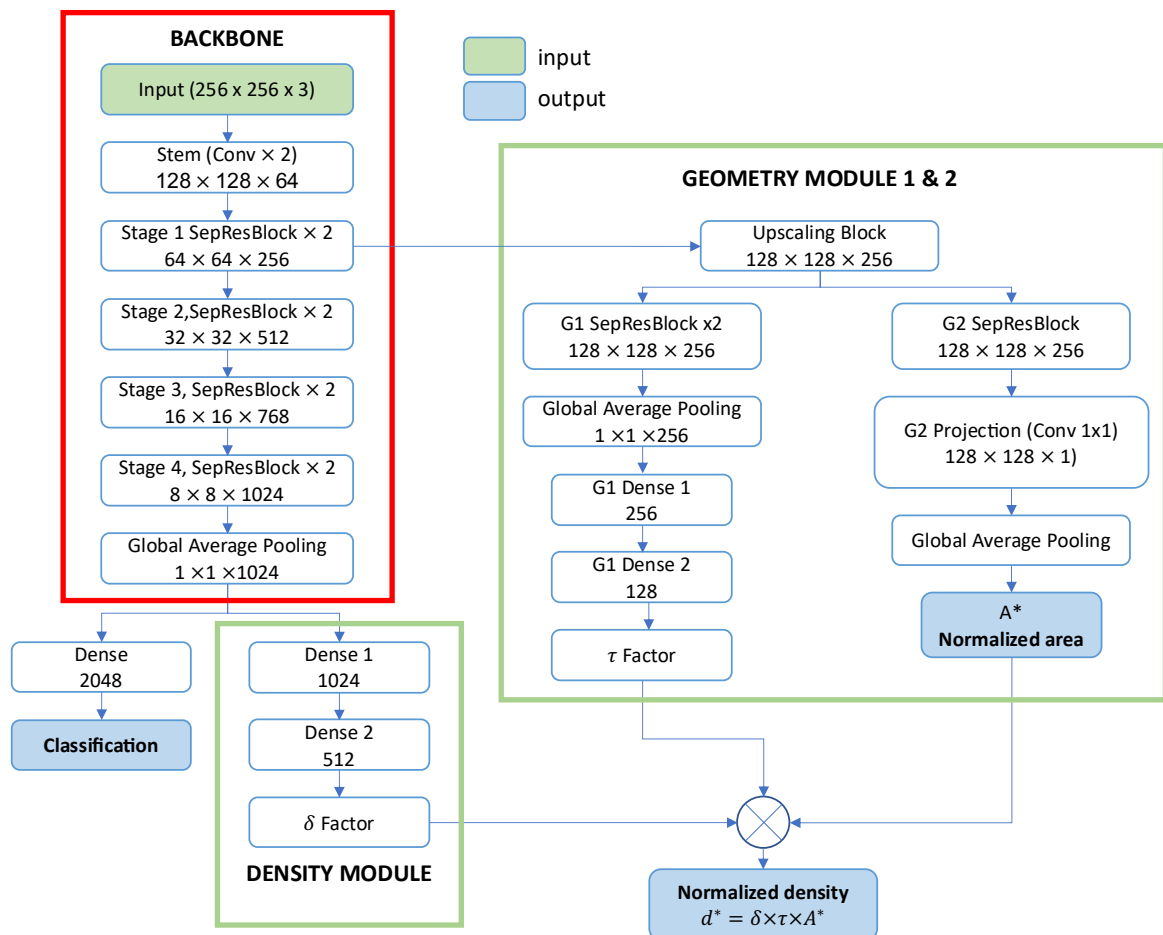 BACKBONE
Input (256 x 256 x 3)
Stem (Conv × 2)
128 × 128 × 64
Stage 1 SepResBlock × 2
64 × 64 × 256
Stage 2,SepResBlock × 2
32 × 32 × 512
Stage 3, SepResBlock × 2
16 × 16 × 768
Stage 4, SepResBlock × 2
8 × 8 × 1024
Global Average Pooling
1 ×1 ×1024
input
output
GEOMETRY MODULE 1 & 2
Upscaling Block
128 × 128 × 256
G1 SepResBlock x2
128 × 128 × 256
Global Average Pooling
1 ×1 ×256
G1 Dense 1
256
G1 Dense 2
128
τ Factor
G2 SepResBlock
128 × 128 × 256
G2 Projection (Conv 1x1)
128 × 128 × 1)
Global Average Pooling
A*
Normalized area
Dense
2048
Classification
Dense 1
1024
Dense 2
512
δ Factor
DENSITY MODULE
Normalized density
d* = δ×τ×A*